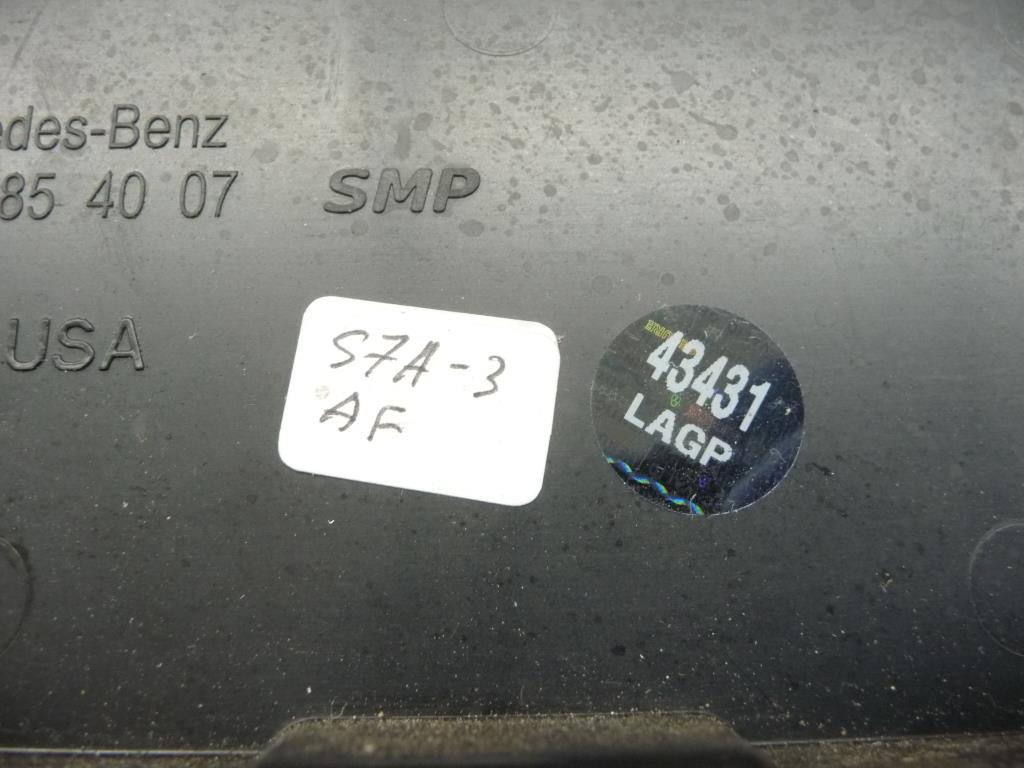 edes-Benz
85 40 07
SMP
USA
S7A-3
AF
43431
LAGP